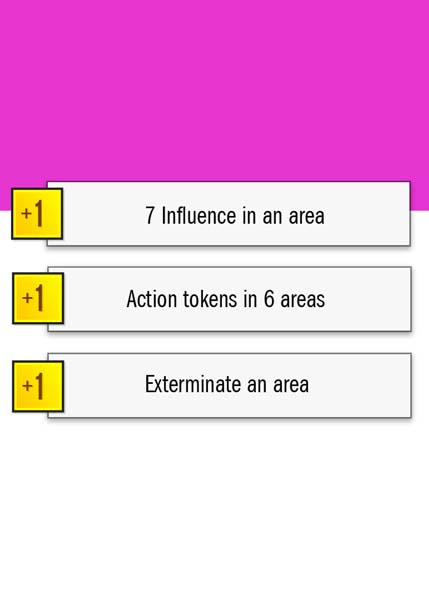 +1 7 Influence in an area
+1 Action tokens in 6 areas
+1 Exterminate an area